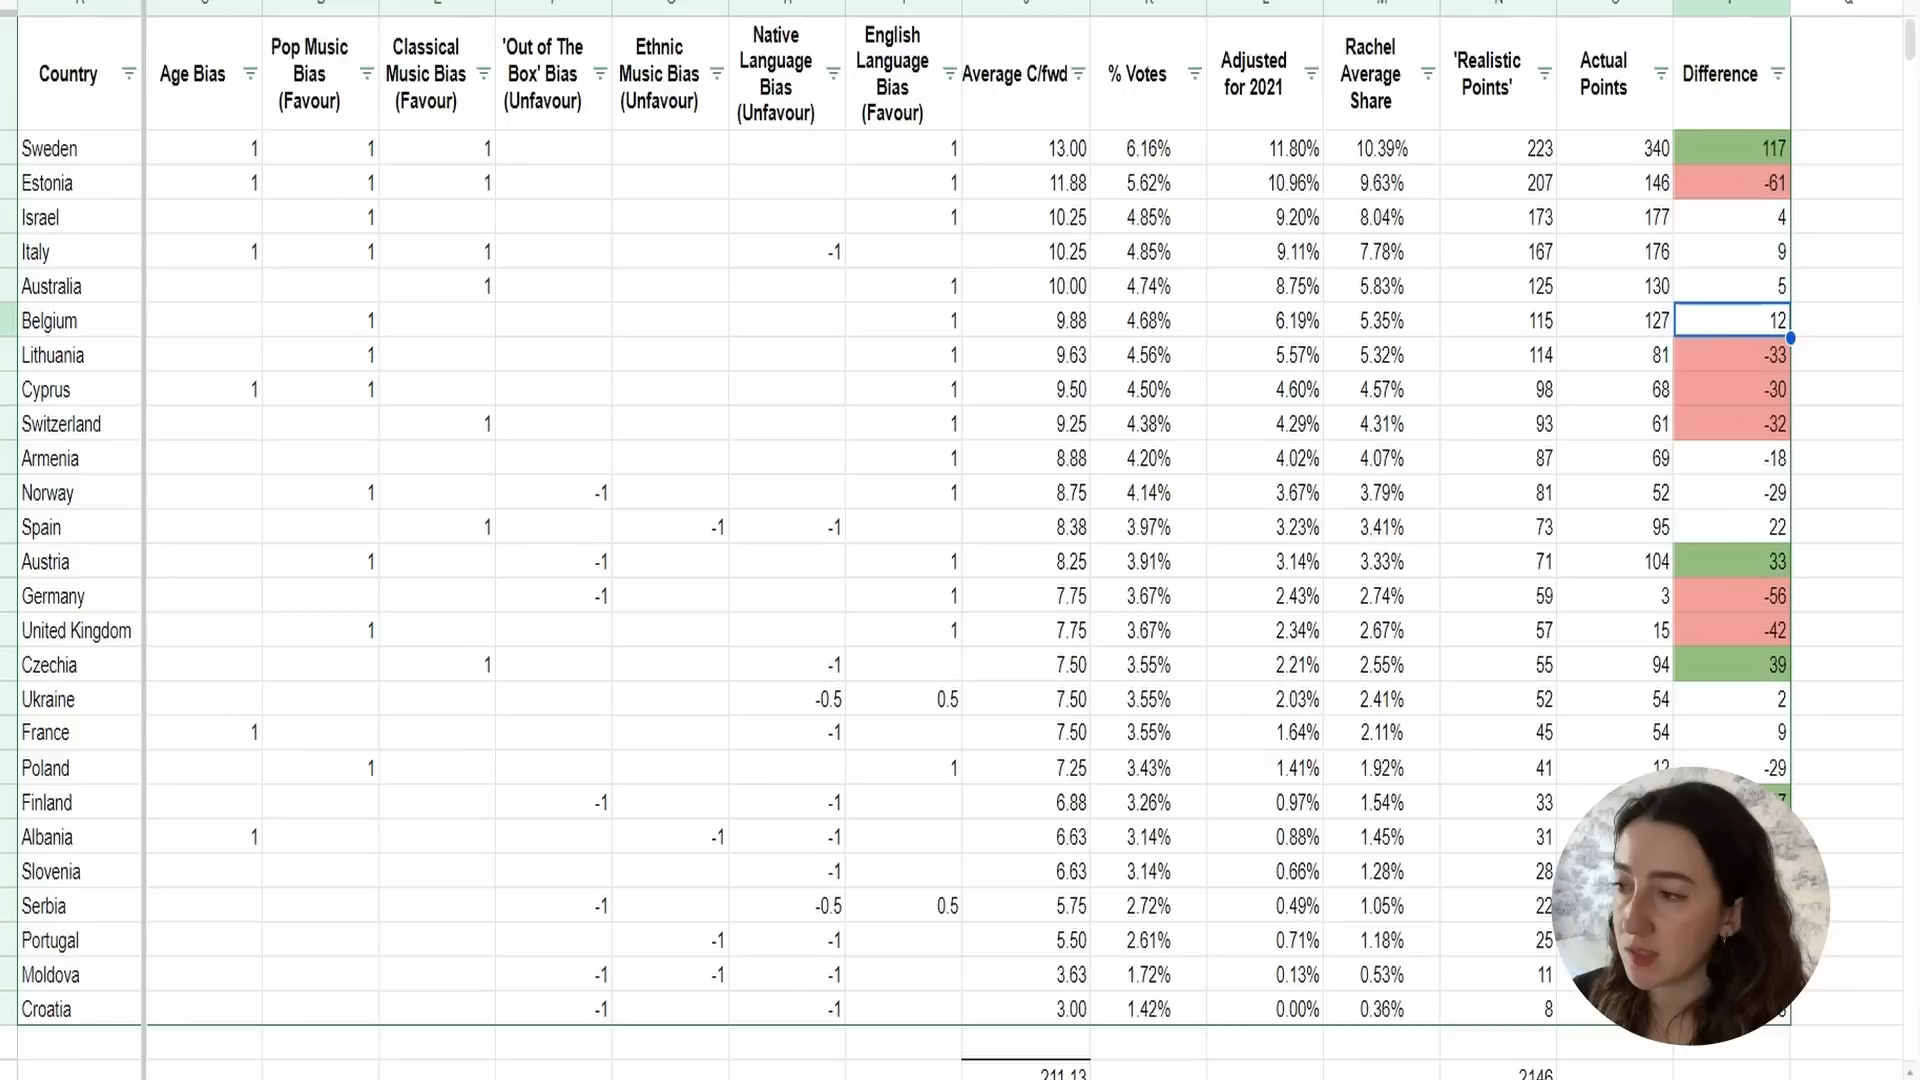 Country Age Bias Pop Music Bias (Favour) Classical Music Bias (Favour) 'Out of The Box' Bias (Unfavour) Ethnic Music Bias (Unfavour) Native Language Bias (Unfavour) English Language Bias (Favour) Average C/fwd % Votes Adjusted for 2021 Rachel Average Share 'Realistic Points' Actual Points Difference
Sweden 1 1 1 1 13.00 6.16% 11.80% 10.39% 223 340 117
Estonia 1 1 1 1 11.88 5.62% 10.96% 9.63% 207 146 -61
Israel 1 1 10.25 4.85% 9.20% 8.04% 173 177 4
Italy 1 1 1 -1 10.25 4.85% 9.11% 7.78% 167 176 9
Australia 1 1 10.00 4.74% 8.75% 5.83% 125 130 5
Belgium 1 1 9.88 4.68% 6.19% 5.35% 115 127 12
Lithuania 1 1 9.63 4.56% 5.57% 5.32% 114 81 -33
Cyprus 1 1 1 9.50 4.50% 4.60% 4.57% 98 68 -30
Switzerland 1 1 9.25 4.38% 4.29% 4.31% 93 61 -32
Armenia 1 8.88 4.20% 4.02% 4.07% 87 69 -18
Norway 1 -1 1 8.75 4.14% 3.67% 3.79% 81 52 -29
Spain 1 -1 -1 8.38 3.97% 3.23% 3.41% 73 95 22
Austria 1 -1 1 8.25 3.91% 3.14% 3.33% 71 104 33
Germany -1 1 7.75 3.67% 2.43% 2.74% 59 3 -56
United Kingdom 1 1 7.75 3.67% 2.34% 2.67% 57 15 -42
Czechia 1 -1 7.50 3.55% 2.21% 2.55% 55 94 39
Ukraine -0.5 0.5 7.50 3.55% 2.03% 2.41% 52 54 2
France 1 -1 7.50 3.55% 1.64% 2.11% 45 54 9
Poland 1 1 7.25 3.43% 1.41% 1.92% 41 12 -29
Finland -1 -1 6.88 3.26% 0.97% 1.54% 33
Albania 1 -1 -1 6.63 3.14% 0.88% 1.45% 31
Slovenia -1 6.63 3.14% 0.66% 1.28% 28
Serbia -1 -0.5 0.5 5.75 2.72% 0.49% 1.05% 22
Portugal -1 -1 5.50 2.61% 0.71% 1.18% 25
Moldova -1 -1 -1 3.63 1.72% 0.13% 0.53% 11
Croatia -1 -1 3.00 1.42% 0.00% 0.36% 8
211.13 2146